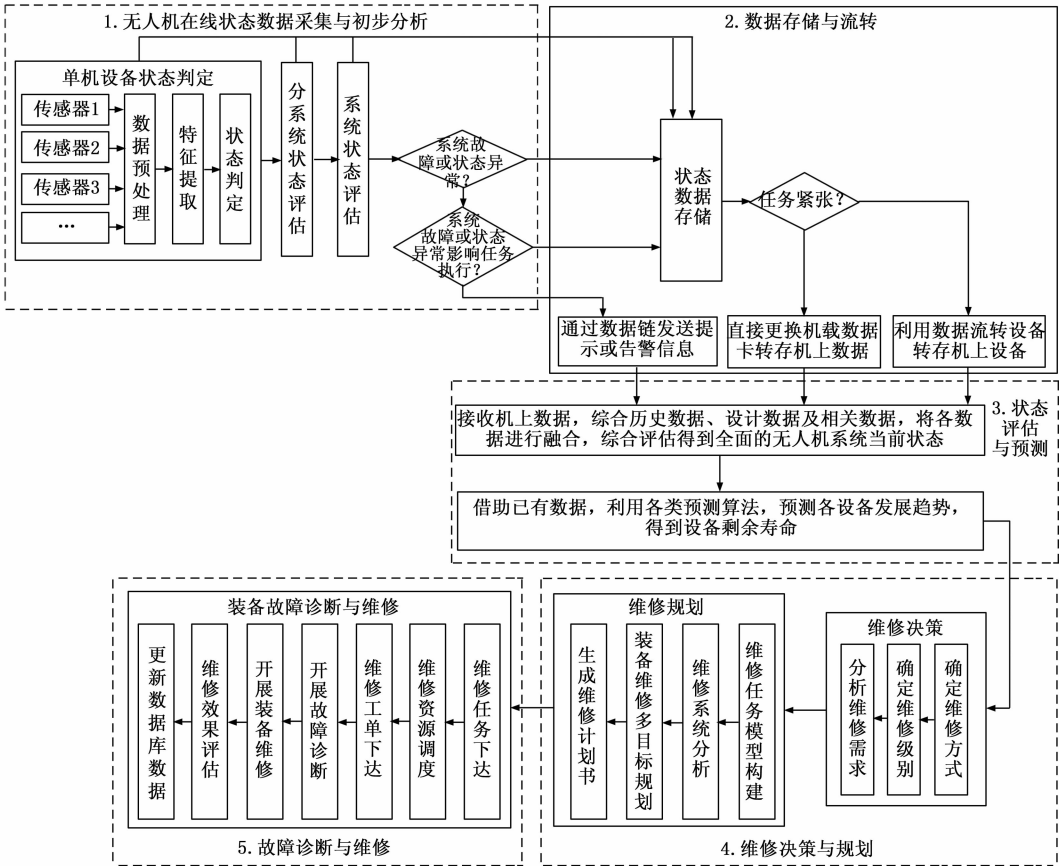 1.无人机在线状态数据采集与初步分析
单机设备状态判定
传感器1
传感器2
传感器3
…
数据预处理
特征提取
状态判定
分系统状态评估
系统状态评估
系统故
障或状态异
常?
系统
故障或状态
异常影响任务
执行?
2.数据存储与流转
状态
数据
存储
任务紧张?
通过数据链发送提
示或告警信息
直接更换机载数据
卡转存机上数据
利用数据流转设备
转存机上设备
3.状态
评估
与预测
接收机上数据，综合历史数据、设计数据及相关数据，将各数
据进行融合，综合评估得到全面的无人机系统当前状态
借助已有数据，利用各类预测算法，预测各设备发展趋势，
得到设备剩余寿命
维修决策
确定维修方式
确定维修级别
分析维修需求
维修规划
维修任务模型构建
维修系统分析
装备维修多目标规划
生成维修计划书
4.维修决策与规划
装备故障诊断与维修
维修任务下达
维修资源调度
维修工单下达
开展故障诊断
开展装备维修
维修效果评估
更新数据库数据
5.故障诊断与维修